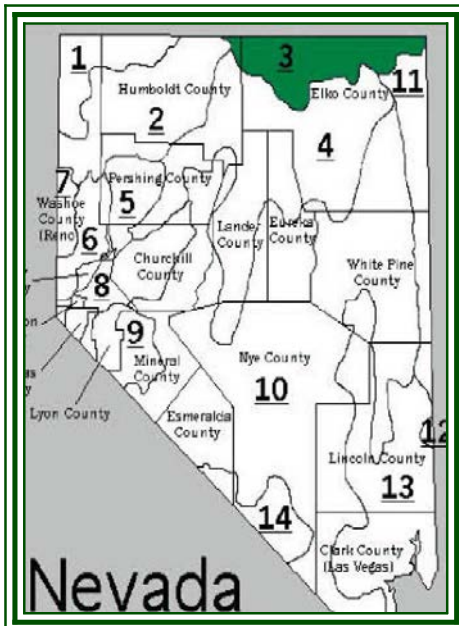 1
3
11
Humboldt County
2
Elko County
4
7
Pershing County
5
Washoe
County
(Reno)
Lander
County
Eureka
County
6
Churchill
County
White Pine
County
8
9
Mineral
County
Nye County
10
Lyon County
Esmeralda
County
12
Lincoln County
13
14
Clark County
(Las Vegas)
Nevada